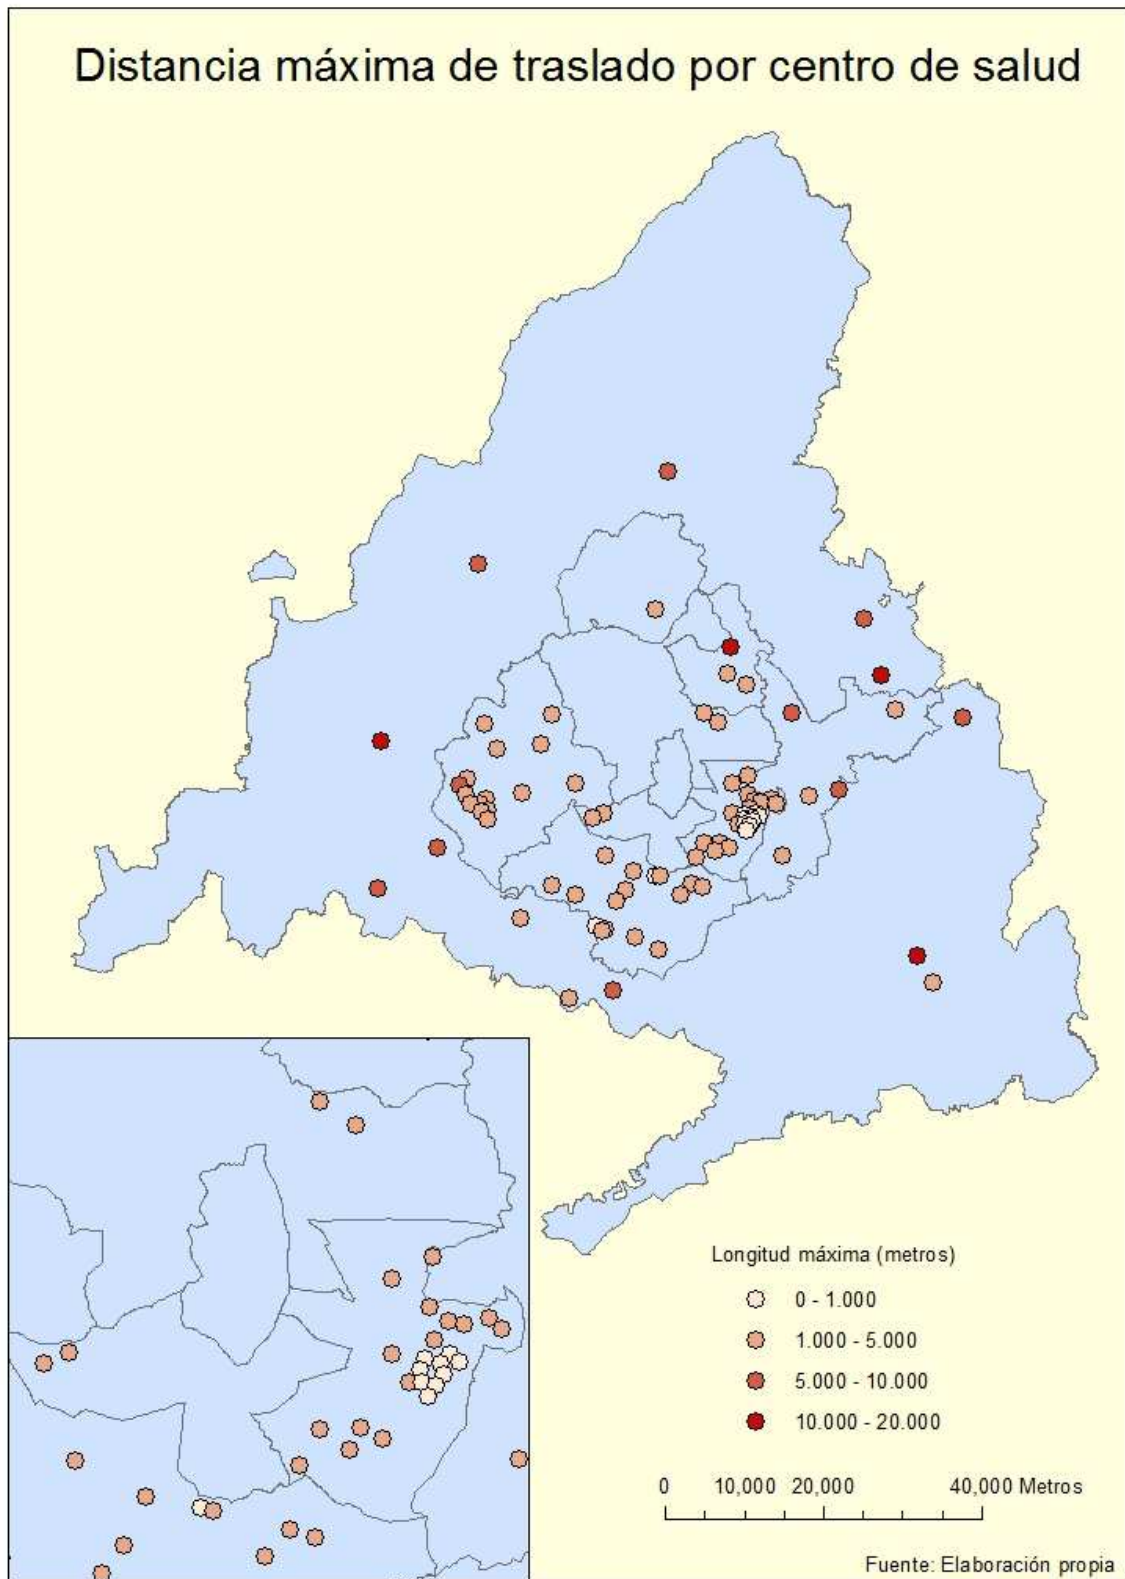 Distancia máxima de traslado por centro de salud
Longitud máxima (metros)
0 - 1.000
1.000 - 5.000
5.000 - 10.000
10.000 - 20.000
0 10,000 20,000 40,000 Metros
Fuente: Elaboración propia